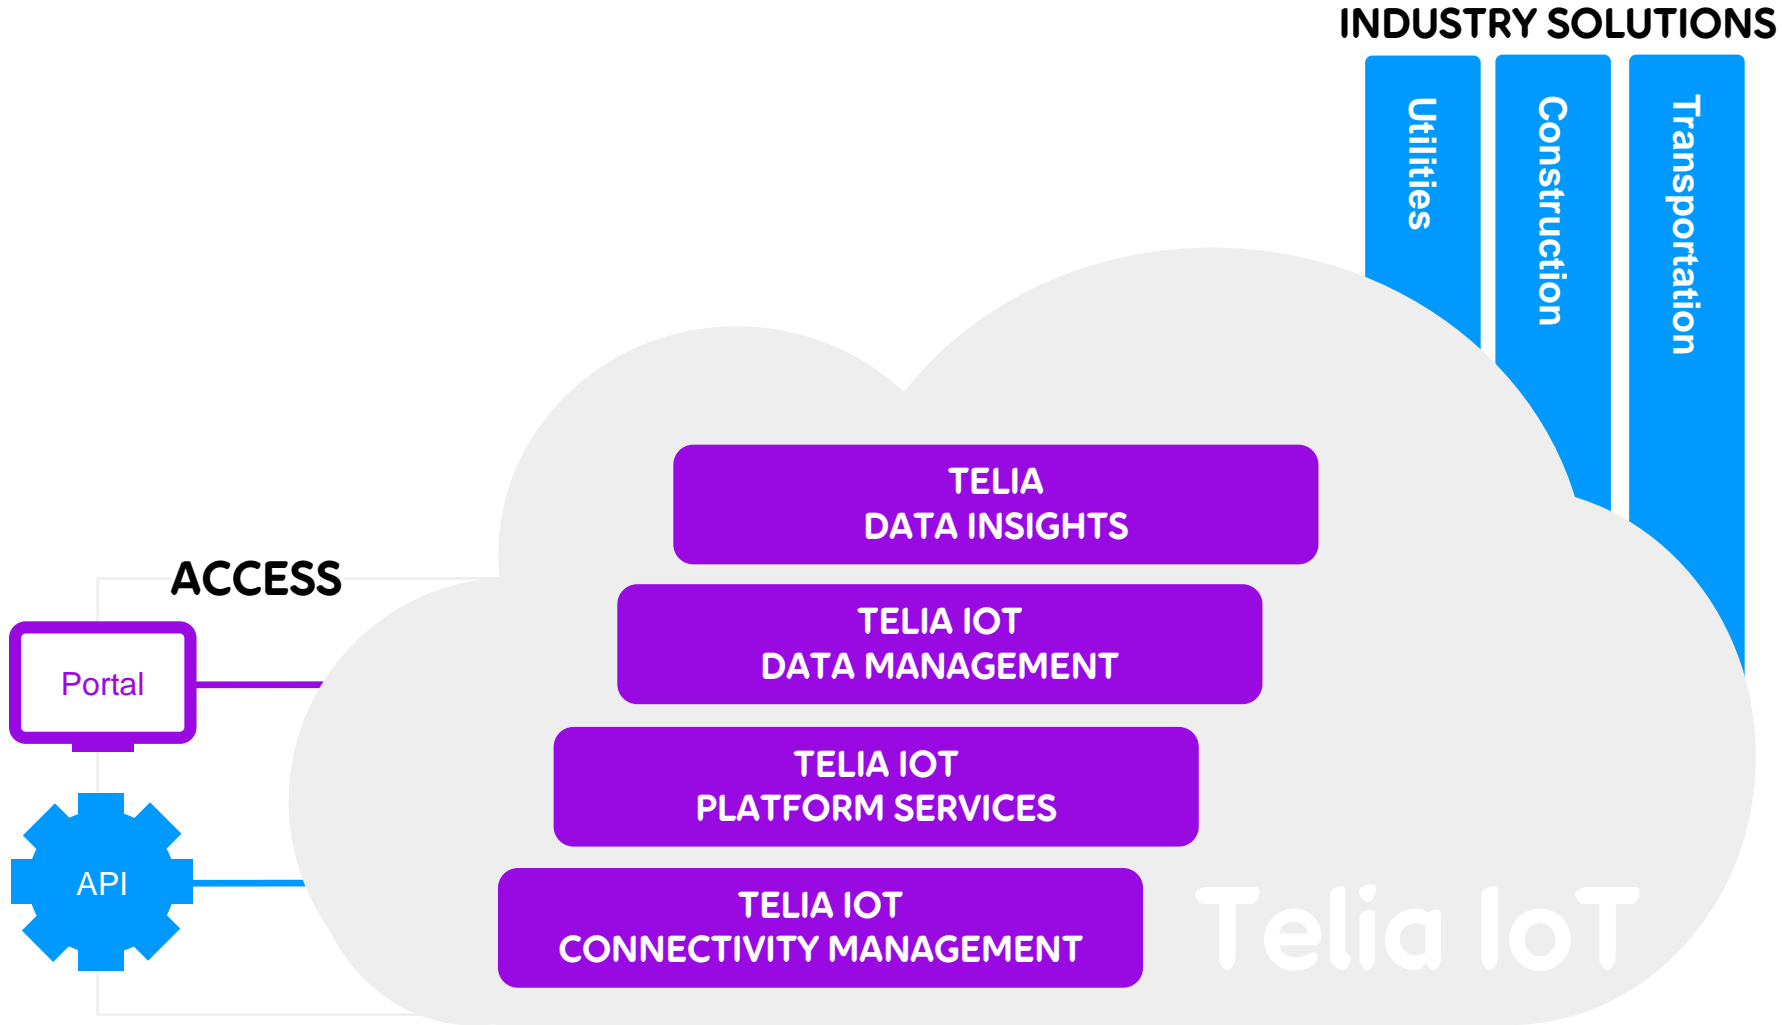 INDUSTRY SOLUTIONS
Utilities
Construction
Transportation
TELIA
DATA INSIGHTS
ACCESS
TELIA IOT
DATA MANAGEMENT
Portal
TELIA IOT
PLATFORM SERVICES
API
TELIA IOT
CONNECTIVITY MANAGEMENT
Telia IoT